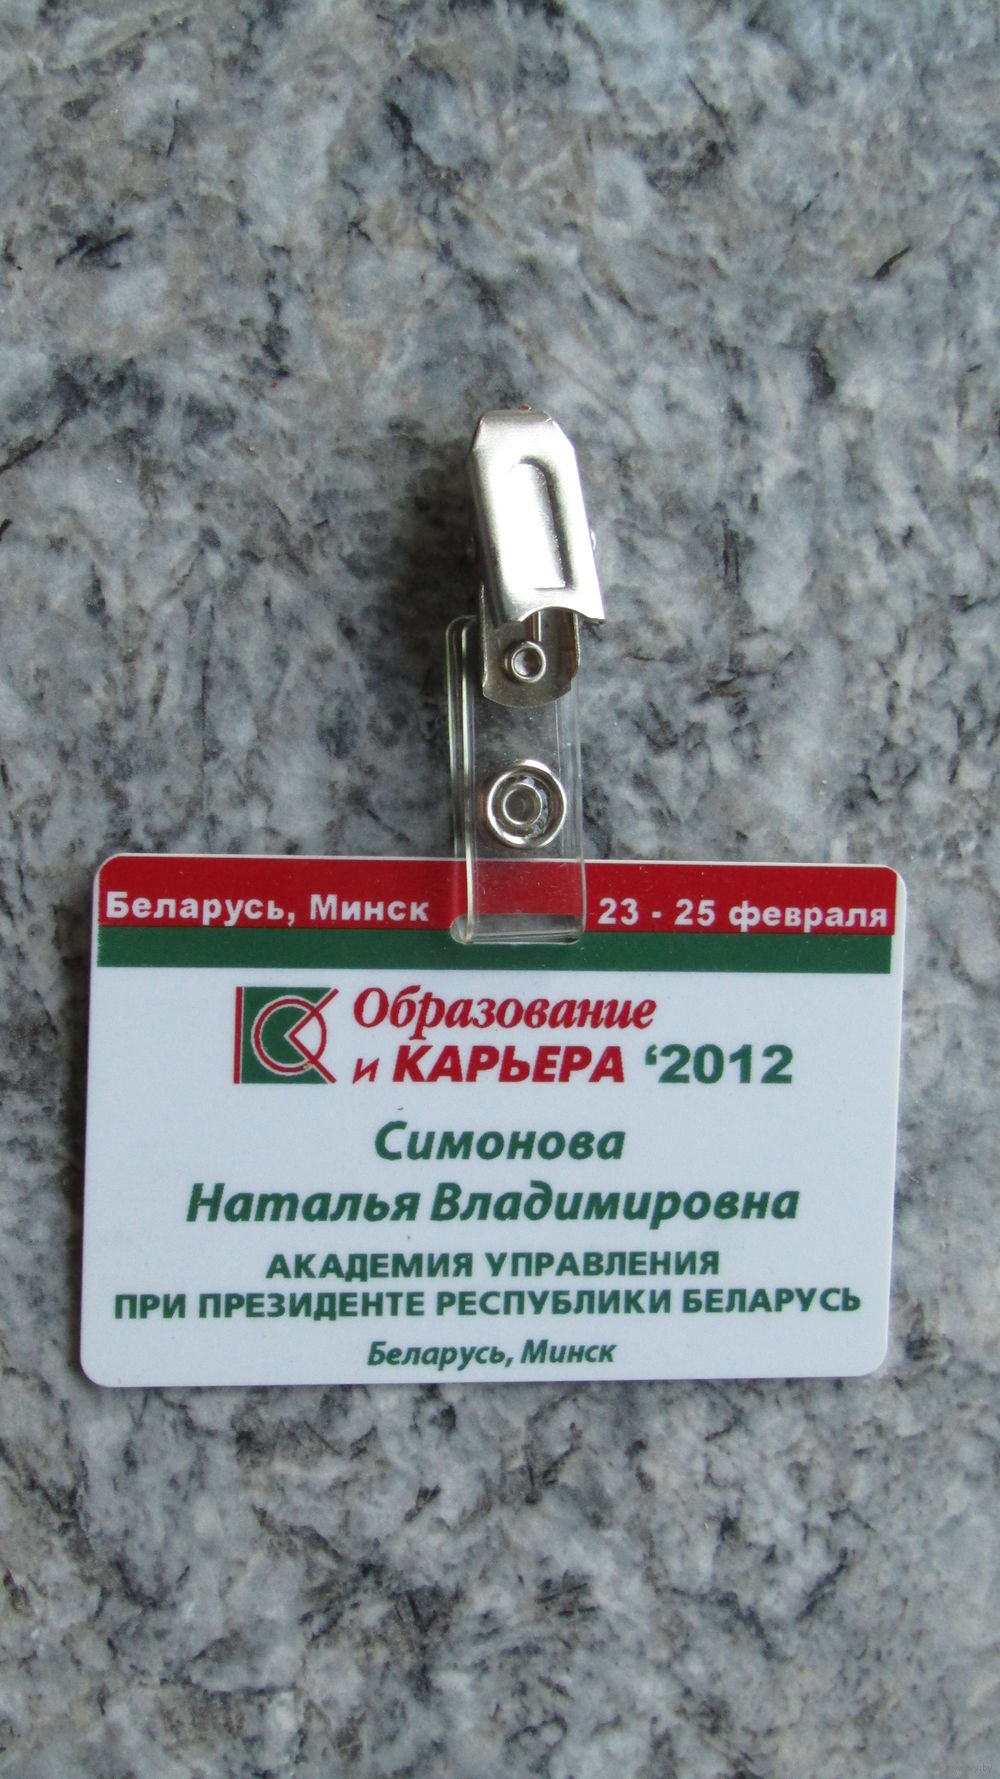 Беларусь, Минск 23 - 25 февраля
Образование
и КАРЬЕРА ‘2012
Симонова
Наталья Владимировна
АКАДЕМИЯ УПРАВЛЕНИЯ
ПРИ ПРЕЗИДЕНТЕ РЕСПУБЛИКИ БЕЛАРУСЬ
Беларусь, Минск